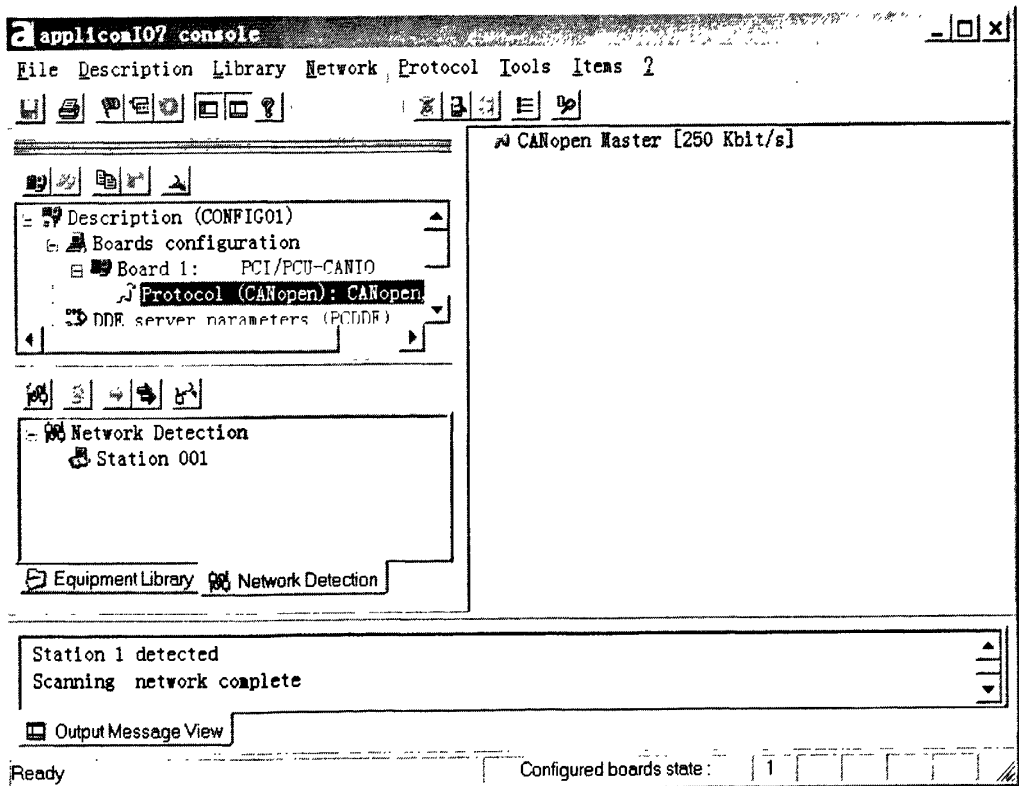 applicomIO? console
File Description Library Network Protocol Tools Items ?
CANopen Master [250 Kbit/s]
Description (CONFIG01)
Boards configuration
Board 1: PCI/PCU-CANIO
Protocol (CANopen): CANopen
DDE server parameters (PCDDE)
Network Detection
Station 001
Equipment Library Network Detection
Station 1 detected
Scanning network complete
Output Message View
Ready Configured boards state : 1